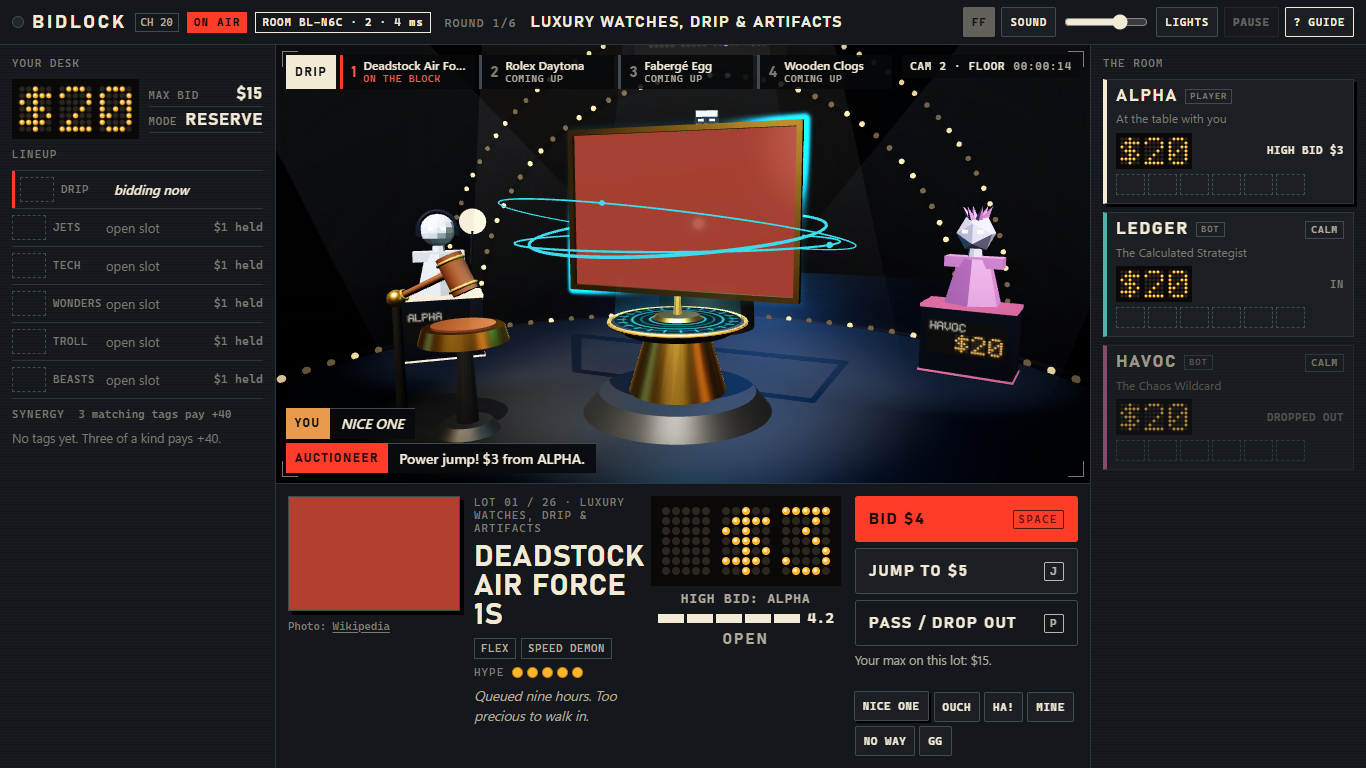 BIDLOCK CH 20 ON AIR ROOM BL-N6C · 2 · 4 ms ROUND 1/6 LUXURY WATCHES, DRIP & ARTIFACTS FF SOUND LIGHTS PAUSE ? GUIDE
YOUR DESK
$20
MAX BID $15
MODE RESERVE
LINEUP
DRIP bidding now
JETS open slot $1 held
TECH open slot $1 held
WONDERS open slot $1 held
TROLL open slot $1 held
BEASTS open slot $1 held
SYNERGY 3 matching tags pay +40
No tags yet. Three of a kind pays +40.
DRIP
1 Deadstock Air Fo...
ON THE BLOCK
2 Rolex Daytona
COMING UP
3 Fabergé Egg
COMING UP
4 Wooden Clogs
COMING UP
CAM 2 · FLOOR 00:00:14
ALPHA
HAVOC
$20
YOU NICE ONE
AUCTIONEER Power jump! $3 from ALPHA.
Photo: Wikipedia
LOT 01 / 26 · LUXURY
WATCHES, DRIP &
ARTIFACTS
DEADSTOCK
AIR FORCE
1S
FLEX SPEED DEMON
HYPE
Queued nine hours. Too
precious to walk in.
$3
HIGH BID: ALPHA
4.2
OPEN
BID $4 SPACE
JUMP TO $5 J
PASS / DROP OUT P
Your max on this lot: $15.
NICE ONE OUCH HA! MINE
NO WAY GG
THE ROOM
ALPHA PLAYER
At the table with you
$20 HIGH BID $3
LEDGER BOT CALM
The Calculated Strategist
$20 IN
HAVOC BOT CALM
The Chaos Wildcard
$20 DROPPED OUT